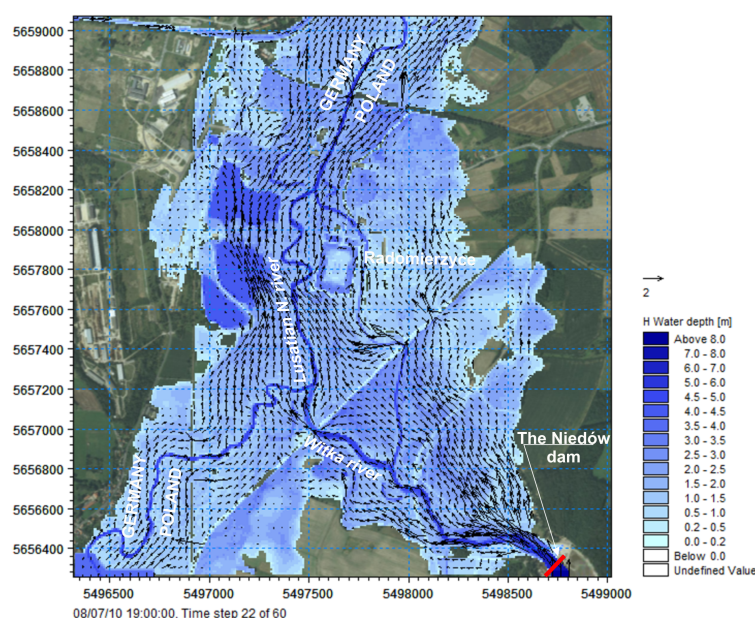 5659000
5658800
5658600
5658400
5658200
5658000
5657800
5657600
5657400
5657200
5657000
5656800
5656600
5656400
GERMANY
POLAND
Radomierzyce
Lusatian N. river
Witka river
The Niedów
dam
GERMANY
POLAND
5496500
5497000
5497500
5498000
5498500
5499000
08/07/10 19:00:00, Time step 22 of 60
2
H Water depth [m]
Above 8.0
7.0 - 8.0
6.0 - 7.0
5.0 - 6.0
4.5 - 5.0
4.0 - 4.5
3.5 - 4.0
3.0 - 3.5
2.5 - 3.0
2.0 - 2.5
1.5 - 2.0
1.0 - 1.5
0.5 - 1.0
0.2 - 0.5
0.0 - 0.2
Below 0.0
Undefined Value